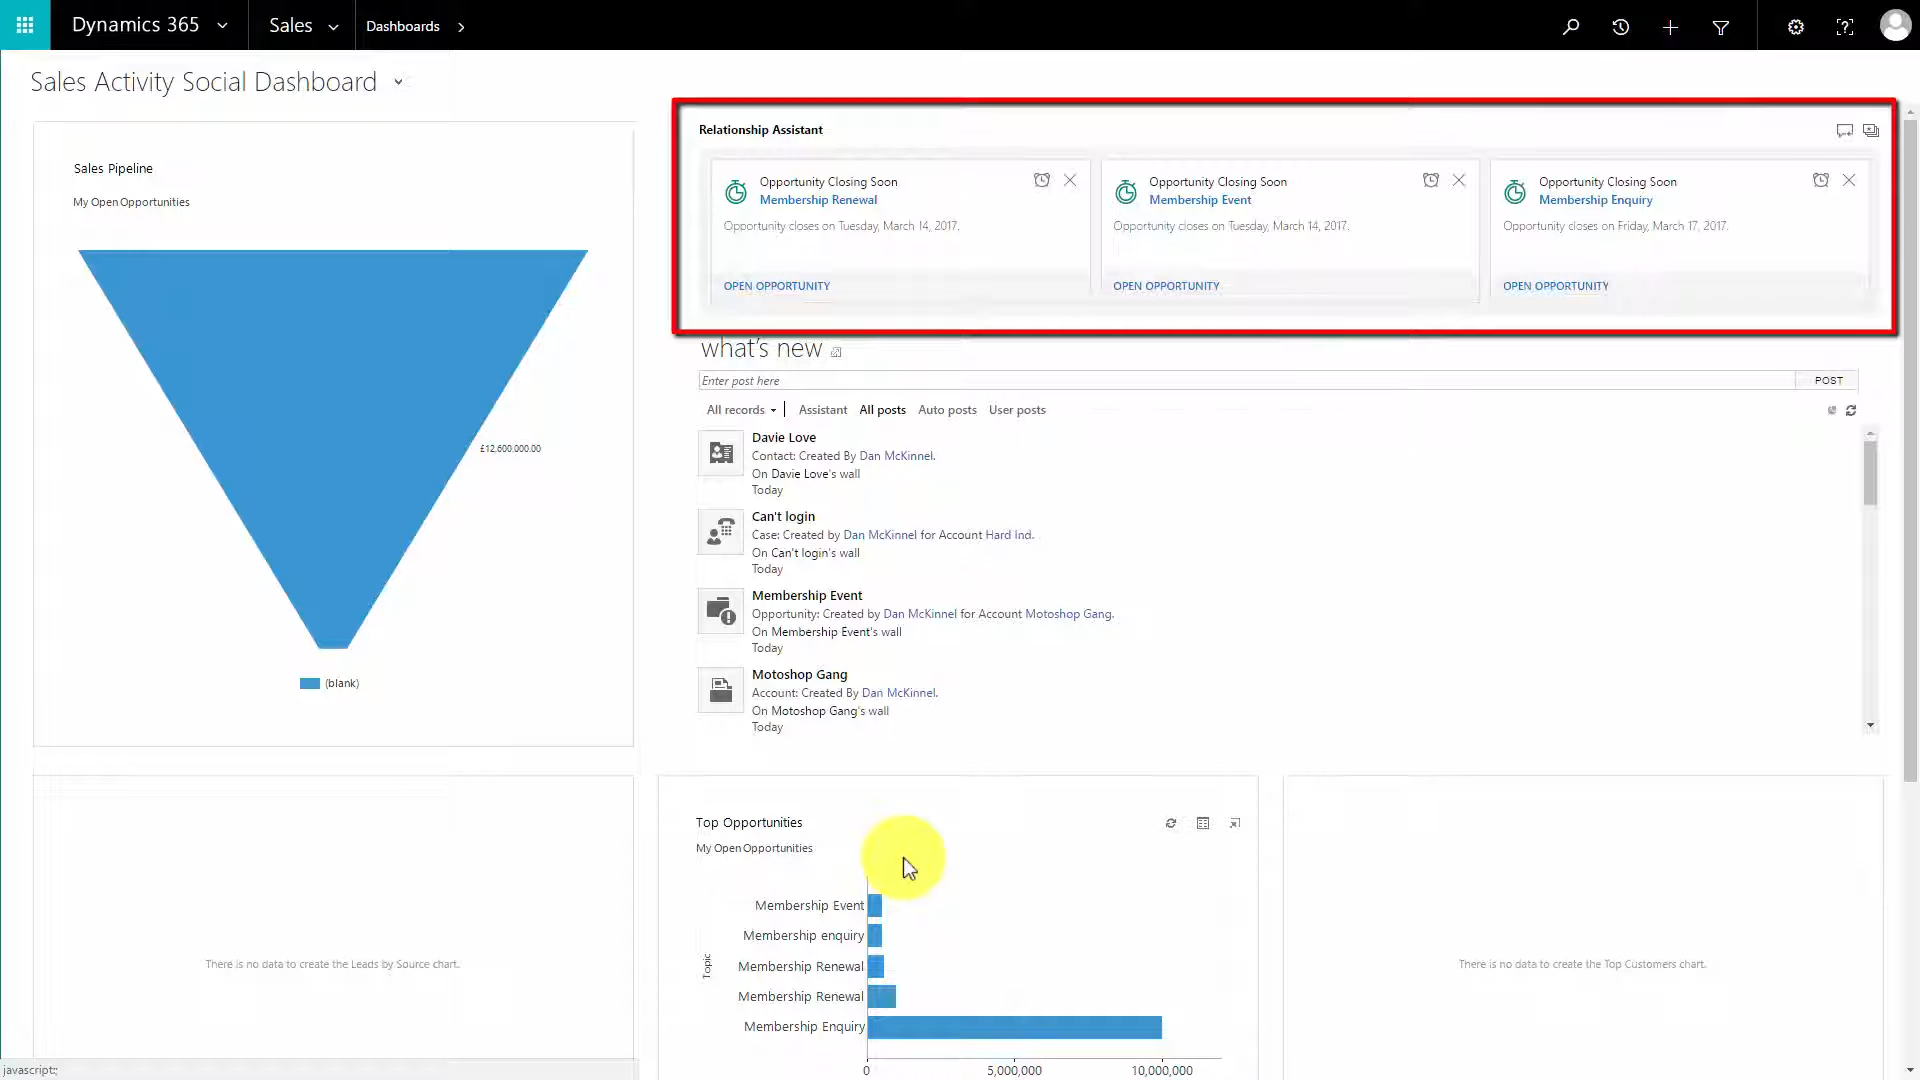 Dynamics 365
Sales
Dashboards
Sales Activity Social Dashboard
Sales Pipeline
My Open Opportunities
£12,600,000.00
(blank)
Relationship Assistant
Opportunity Closing Soon
Membership Renewal
Opportunity closes on Tuesday, March 14, 2017.
OPEN OPPORTUNITY
Opportunity Closing Soon
Membership Event
Opportunity closes on Tuesday, March 14, 2017.
OPEN OPPORTUNITY
Opportunity Closing Soon
Membership Enquiry
Opportunity closes on Friday, March 17, 2017.
OPEN OPPORTUNITY
what's new
Enter post here
POST
All records Assistant All posts Auto posts User posts
Davie Love
Contact: Created By Dan McKinnel.
On Davie Love's wall
Today
Can't login
Case: Created by Dan McKinnel for Account Hard Ind.
On Can't login's wall
Today
Membership Event
Opportunity: Created by Dan McKinnel for Account Motoshop Gang.
On Membership Event's wall
Today
Motoshop Gang
Account: Created By Dan McKinnel.
On Motoshop Gang's wall
Today
There is no data to create the Leads by Source chart.
Top Opportunities
My Open Opportunities
Topic
Membership Event
Membership enquiry
Membership Renewal
Membership Renewal
Membership Enquiry
0 5,000,000 10,000,000
There is no data to create the Top Customers chart.
javascript:;